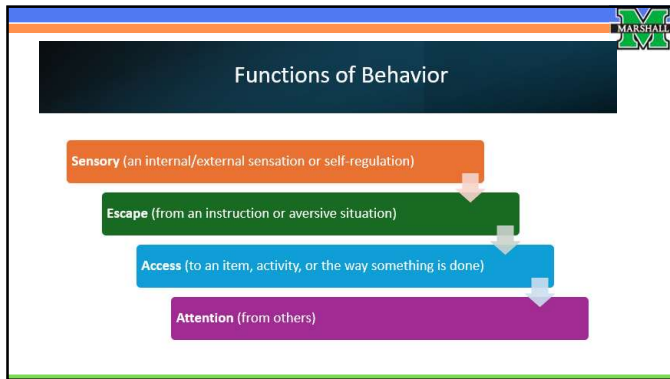 MARSHALL
Functions of Behavior
Sensory (an internal/external sensation or self-regulation)
Escape (from an instruction or aversive situation)
Access (to an item, activity, or the way something is done)
Attention (from others)